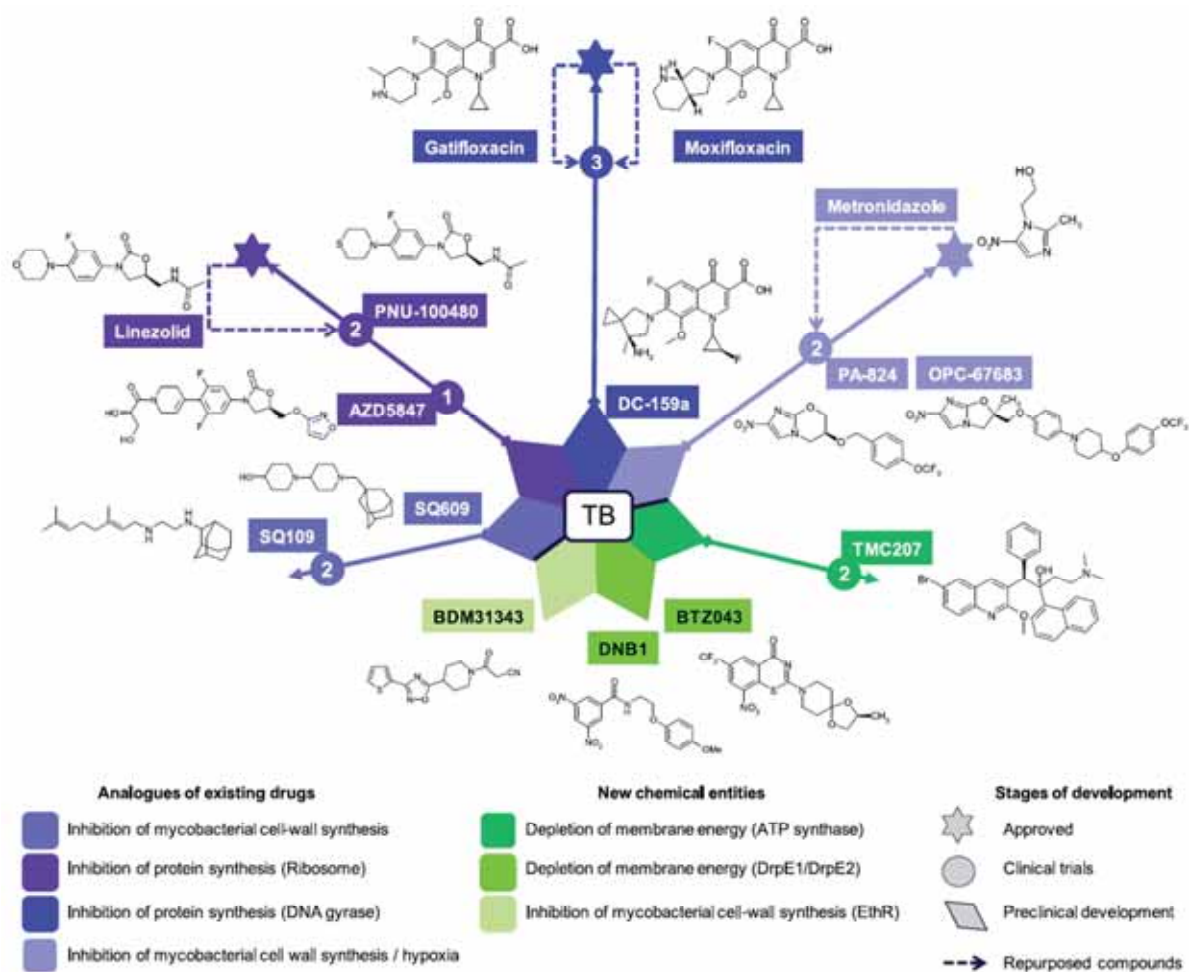 Gatifloxacin
Moxifloxacin
3
Metronidazole
Linezolid
PNU-100480
2
2
PA-824
OPC-67683
AZD5847
1
DC-159a
TB
SQ609
SQ109
2
TMC207
2
BDM31343
BTZ043
DNB1
Analogues of existing drugs
Inhibition of mycobacterial cell-wall synthesis
Inhibition of protein synthesis (Ribosome)
Inhibition of protein synthesis (DNA gyrase)
Inhibition of mycobacterial cell wall synthesis / hypoxia
New chemical entities
Depletion of membrane energy (ATP synthase)
Depletion of membrane energy (DrpE1/DrpE2)
Inhibition of mycobacterial cell-wall synthesis (EthR)
Stages of development
Approved
Clinical trials
Preclinical development
Repurposed compounds